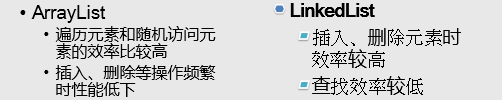 ArrayList
遍历元素和随机访问元
素的效率比较高
插入、删除等操作频繁
时性能低下
LinkedList
插入、删除元素时
效率较高
查找效率较低